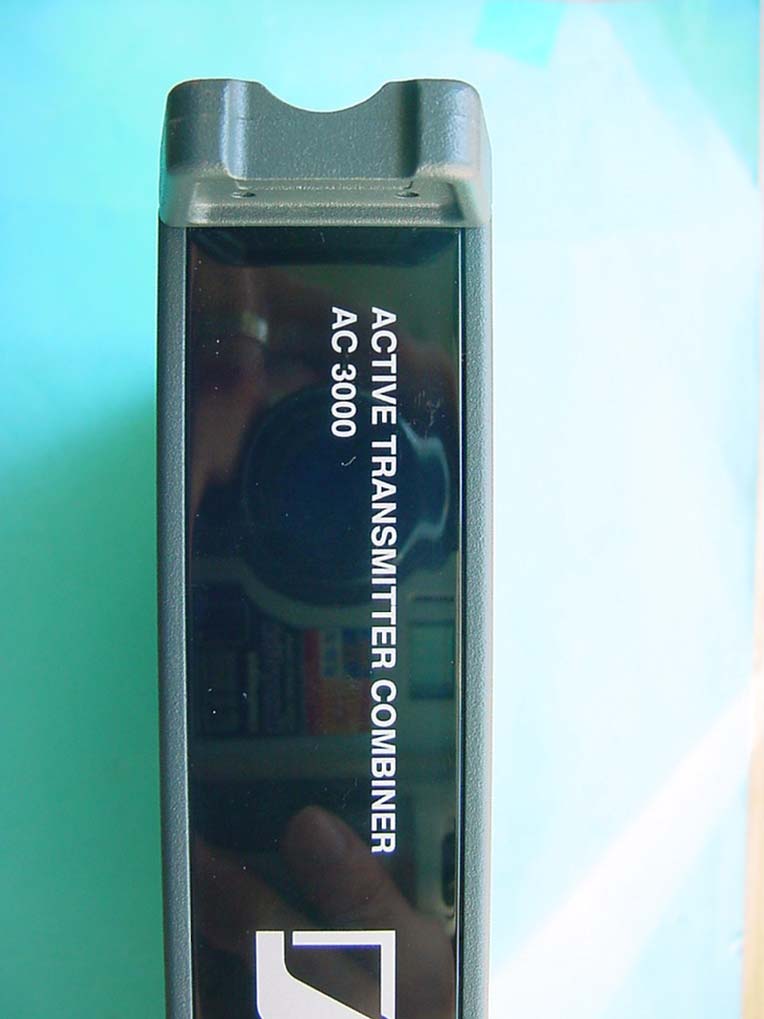 ACTIVE TRANSMITTER COMBINER
AC 3000